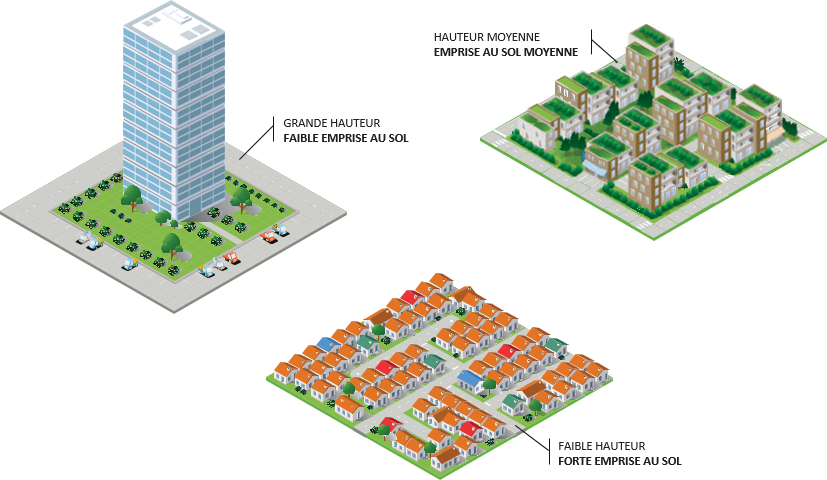 HAUTEUR MOYENNE
EMPRISE AU SOL MOYENNE
GRANDE HAUTEUR
FAIBLE EMPRISE AU SOL
FAIBLE HAUTEUR
FORTE EMPRISE AU SOL